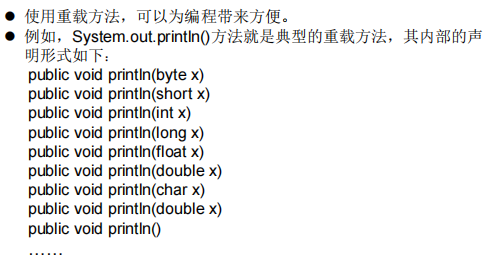 ● 使用重载方法，可以为编程带来方便。
● 例如，System.out.println()方法就是典型的重载方法，其内部的声
明形式如下：
public void println(byte x)
public void println(short x)
public void println(int x)
public void println(long x)
public void println(float x)
public void println(double x)
public void println(char x)
public void println(double x)
public void println()
……